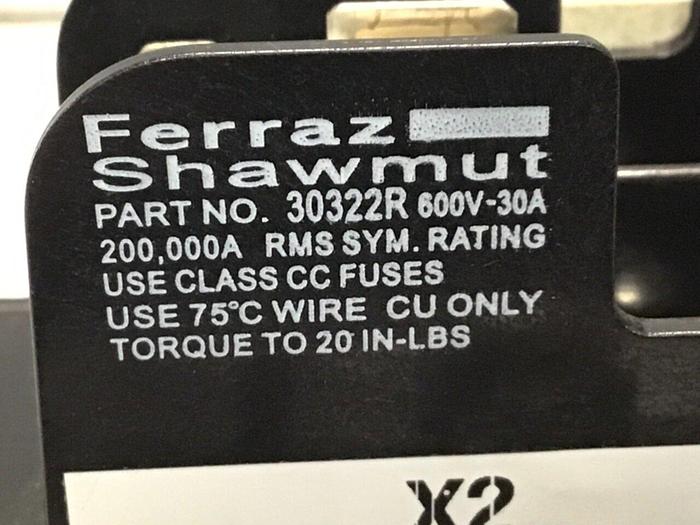 Ferraz
Shawmut
PART NO. 30322R 600V-30A
200,000A RMS SYM. RATING
USE CLASS CC FUSES
USE 75°C WIRE CU ONLY
TORQUE TO 20 IN-LBS
X2